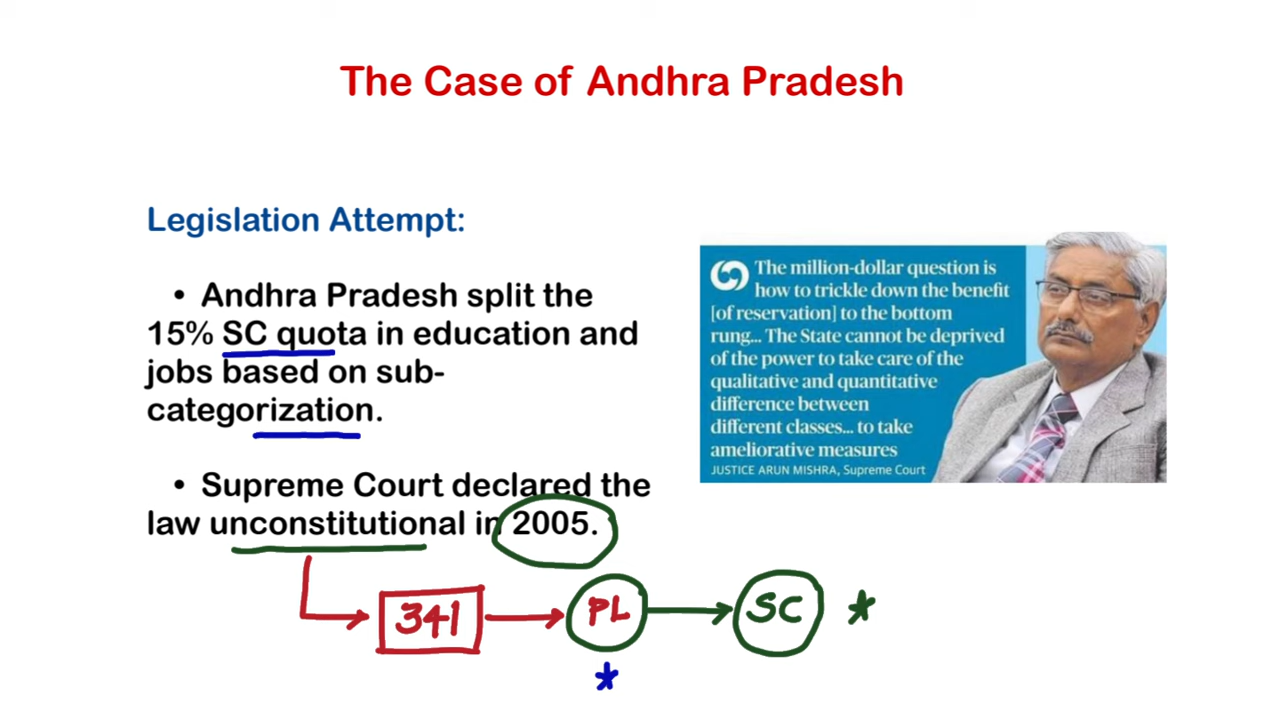 The Case of Andhra Pradesh
Legislation Attempt:
• Andhra Pradesh split the
15% SC quota in education and
jobs based on sub-
categorization.
• Supreme Court declared the
law unconstitutional in 2005.
The million-dollar question is
how to trickle down the benefit
[of reservation] to the bottom
rung... The State cannot be deprived
of the power to take care of the
qualitative and quantitative
difference between
different classes... to take
ameliorative measures
JUSTICE ARUN MISHRA, Supreme Court
341 PL SC